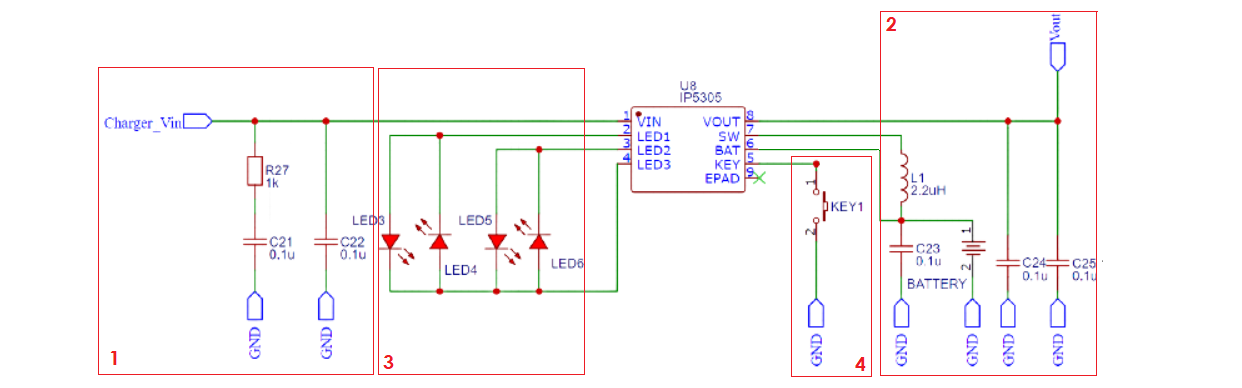 2
Vout
U8
IP5305
Charger_Vin
1 VIN VOUT 8
2 LED1 SW 7
3 LED2 BAT 6
4 LED3 KEY 5
EPAD 9
R27
1k
L1
2.2uH
1
KEY1
2
LED3
LED5
C21
0.1u
C22
0.1u
LED4
LED6
C23
0.1u
1
2
BATTERY
C24
0.1u
C25
0.1u
GND
GND
GND
GND
GND
GND
GND
1
3
4